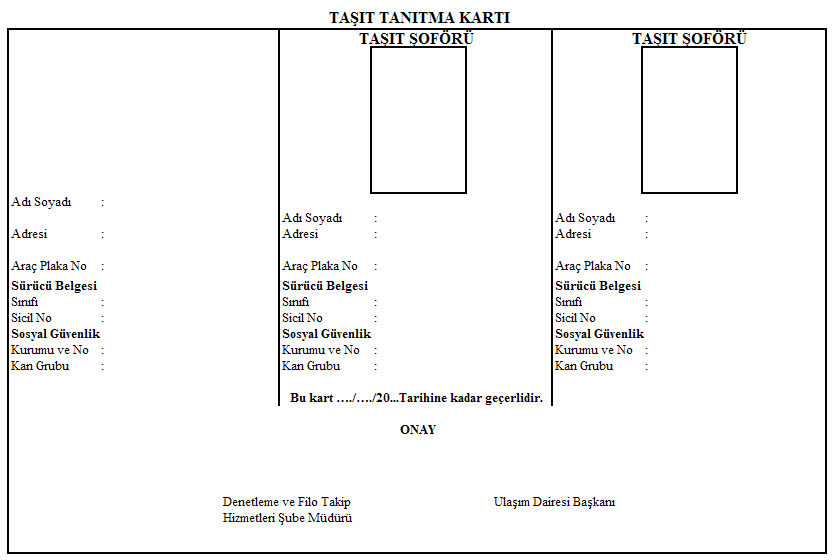 TAŞIT TANITMA KARTI
TAŞIT ŞOFÖRÜ
TAŞIT ŞOFÖRÜ
Adı Soyadı :
Adresi :
Araç Plaka No :
Sürücü Belgesi
Sınıfı :
Sicil No :
Sosyal Güvenlik
Kurumu ve No :
Kan Grubu :
Adı Soyadı :
Adresi :
Araç Plaka No :
Sürücü Belgesi
Sınıfı :
Sicil No :
Sosyal Güvenlik
Kurumu ve No :
Kan Grubu :
Bu kart …./…./20...Tarihine kadar geçerlidir.
Adı Soyadı :
Adresi :
Araç Plaka No :
Sürücü Belgesi
Sınıfı :
Sicil No :
Sosyal Güvenlik
Kurumu ve No :
Kan Grubu :
ONAY
Denetleme ve Filo Takip
Hizmetleri Şube Müdürü
Ulaşım Dairesi Başkanı